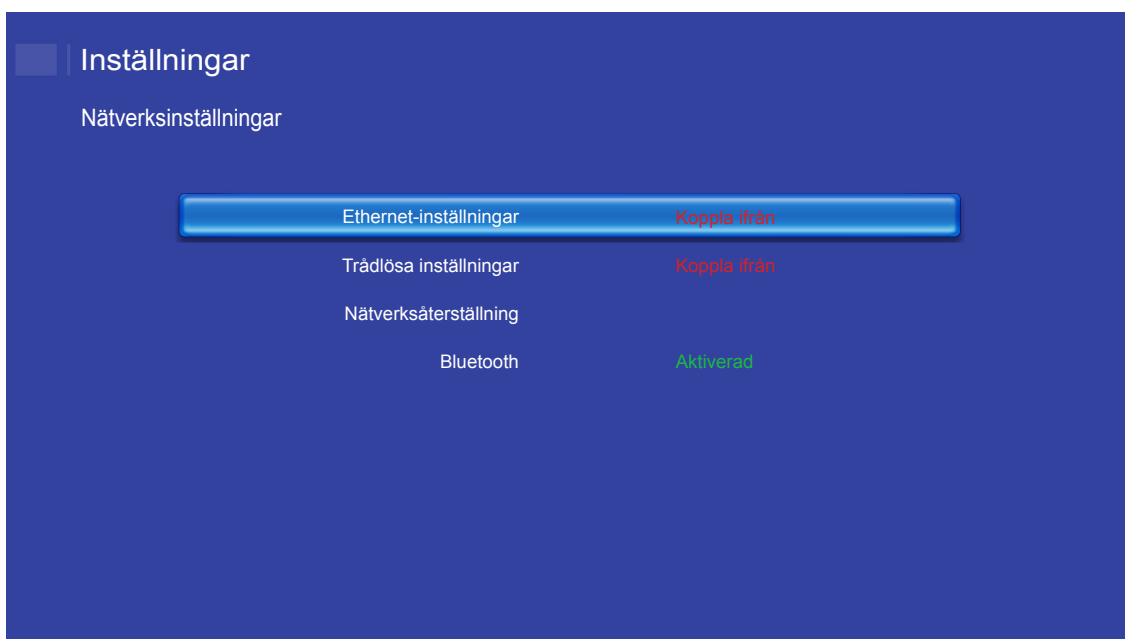 Inställningar
Nätverksinställningar
Ethernet-inställningar Koppla ifrån
Trådlösa inställningar Koppla ifrån
Nätverksåterställning
Bluetooth Aktiverad